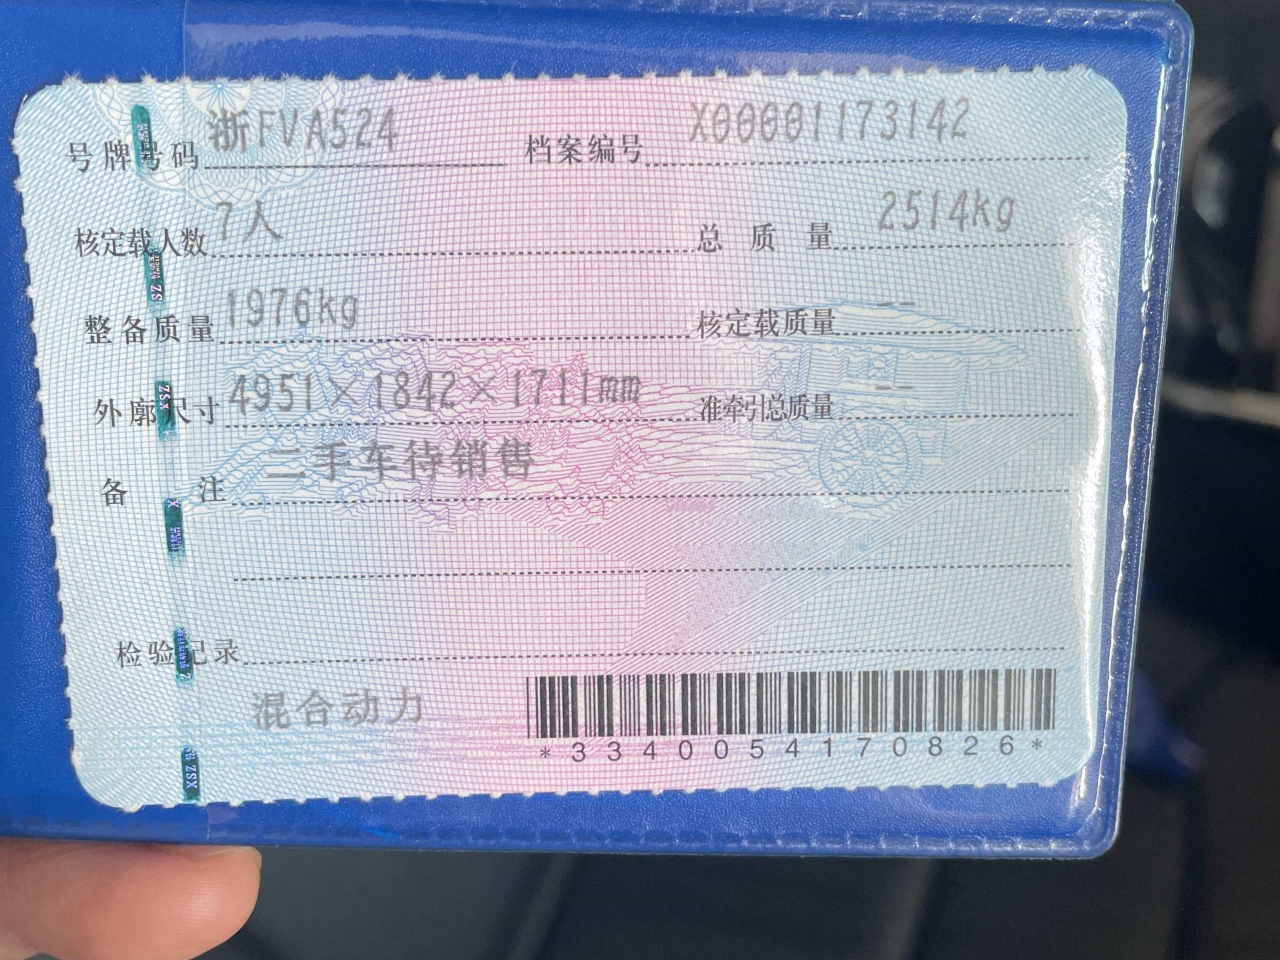 号牌号码 浙FVA524 档案编号 X00001173142
核定载人数 7人 总质量 2514kg
整备质量 1976kg 核定载质量 --
外廓尺寸 4951×1842×1711mm 准牵引总质量 --
备注 二手车待销售
检验记录
混合动力
*3340054170826*